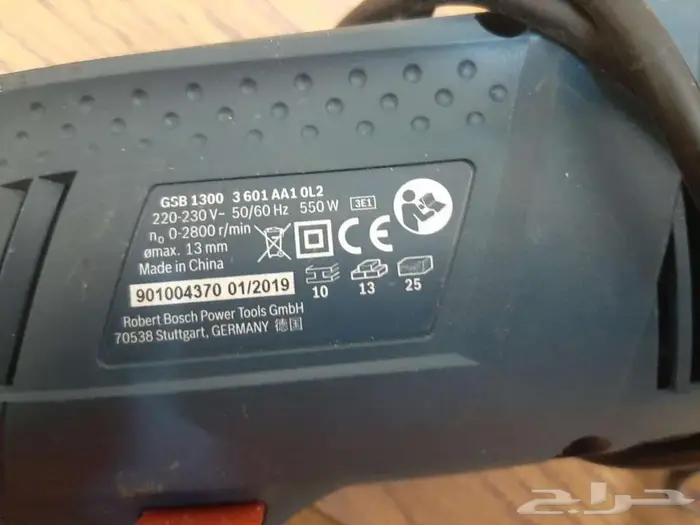 GSB 1300 3 601 AA1 0L2
220-230 V~ 50/60 Hz 550 W 3E1
n₀ 0-2800 r/min
ømax. 13 mm
Made in China
901004370 01/2019
10 13 25
Robert Bosch Power Tools GmbH
70538 Stuttgart, GERMANY 德国
CE
حراج